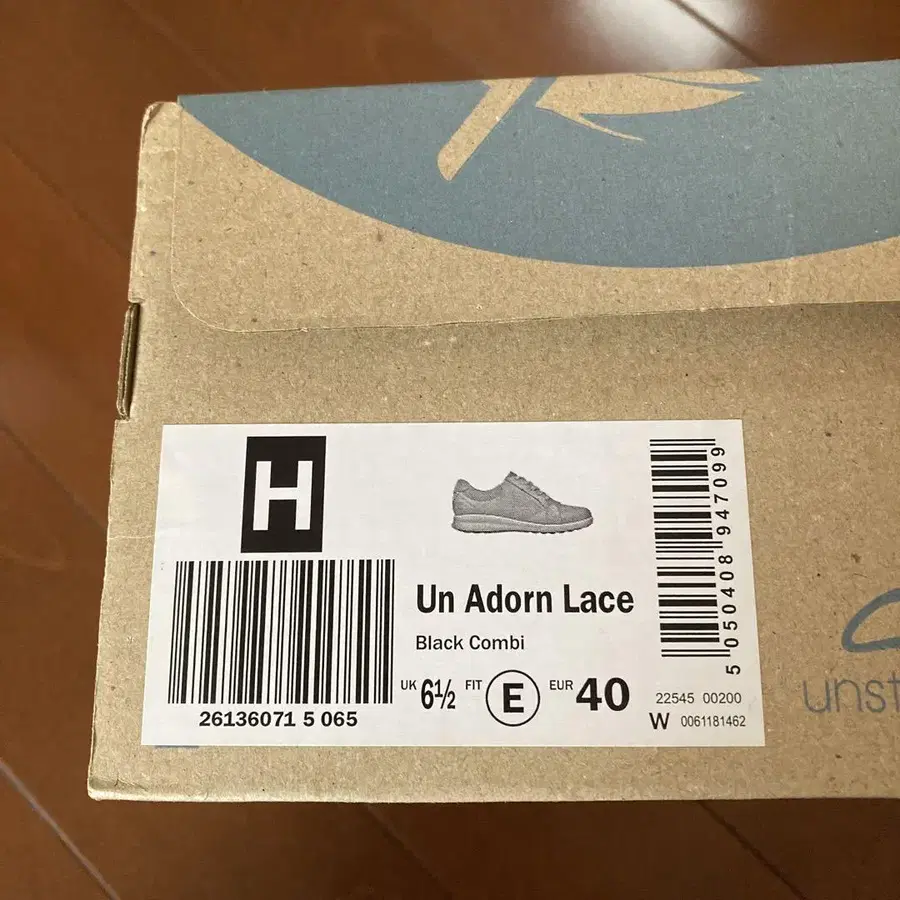 H
Un Adorn Lace
Black Combi
UK 6½ FIT E EUR 40
26136071 5 065
5 050408 947099
22545 00200
W 0061181462
unst